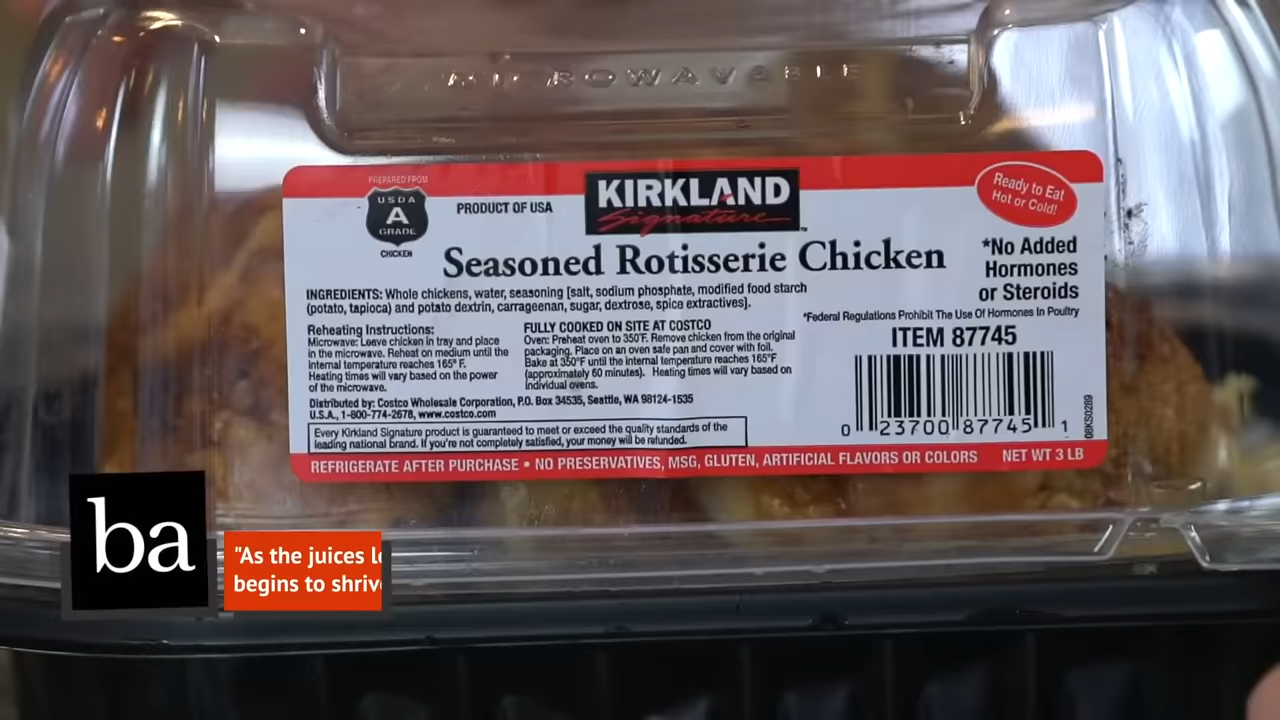 MICROWAVABLE
PREPARED FROM
USDA
A
GRADE
CHICKEN
PRODUCT OF USA
KIRKLAND
Signature
™
Ready to Eat
Hot or Cold!
Seasoned Rotisserie Chicken
*No Added
Hormones
or Steroids
INGREDIENTS: Whole chickens, water, seasoning [salt, sodium phosphate, modified food starch
(potato, tapioca) and potato dextrin, carrageenan, sugar, dextrose, spice extractives].
*Federal Regulations Prohibit The Use Of Hormones In Poultry
Reheating Instructions:
Microwave: Leave chicken in tray and place
in the microwave. Reheat on medium until the
internal temperature reaches 165° F.
Heating times will vary based on the power
of the microwave.
FULLY COOKED ON SITE AT COSTCO
Oven: Preheat oven to 350°F. Remove chicken from the original
packaging. Place on an oven safe pan and cover with foil.
Bake at 350°F until the internal temperature reaches 165°F
(approximately 60 minutes). Heating times will vary based on
individual ovens.
ITEM 87745
0 23700 87745 1
08KS0289
Distributed by: Costco Wholesale Corporation, P.O. Box 34535, Seattle, WA 98124-1535
U.S.A., 1-800-774-2678, www.costco.com
Every Kirkland Signature product is guaranteed to meet or exceed the quality standards of the
leading national brand. If you're not completely satisfied, your money will be refunded.
REFRIGERATE AFTER PURCHASE • NO PRESERVATIVES, MSG, GLUTEN, ARTIFICIAL FLAVORS OR COLORS NET WT 3 LB
ba
"As the juices
begins to